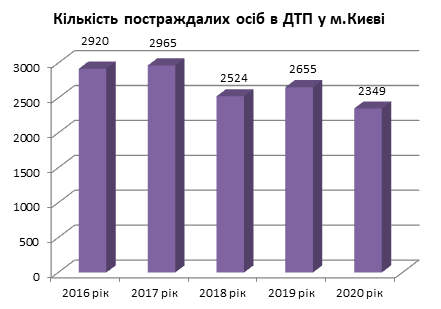 Кількість постраждалих осіб в ДТП у м.Києві
2920
2965
2524
2655
2349
3000
2500
2000
1500
1000
500
0
2016 рік
2017 рік
2018 рік
2019 рік
2020 рік